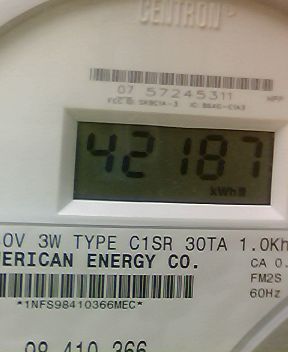 CENTRON
07 57245311
42187
kWh
0V 3W TYPE C1SR 30TA 1.0Kh
ERICAN ENERGY CO.
CA 0.
FM2S
60Hz
*1NFS98410366MEC*
98 410 366